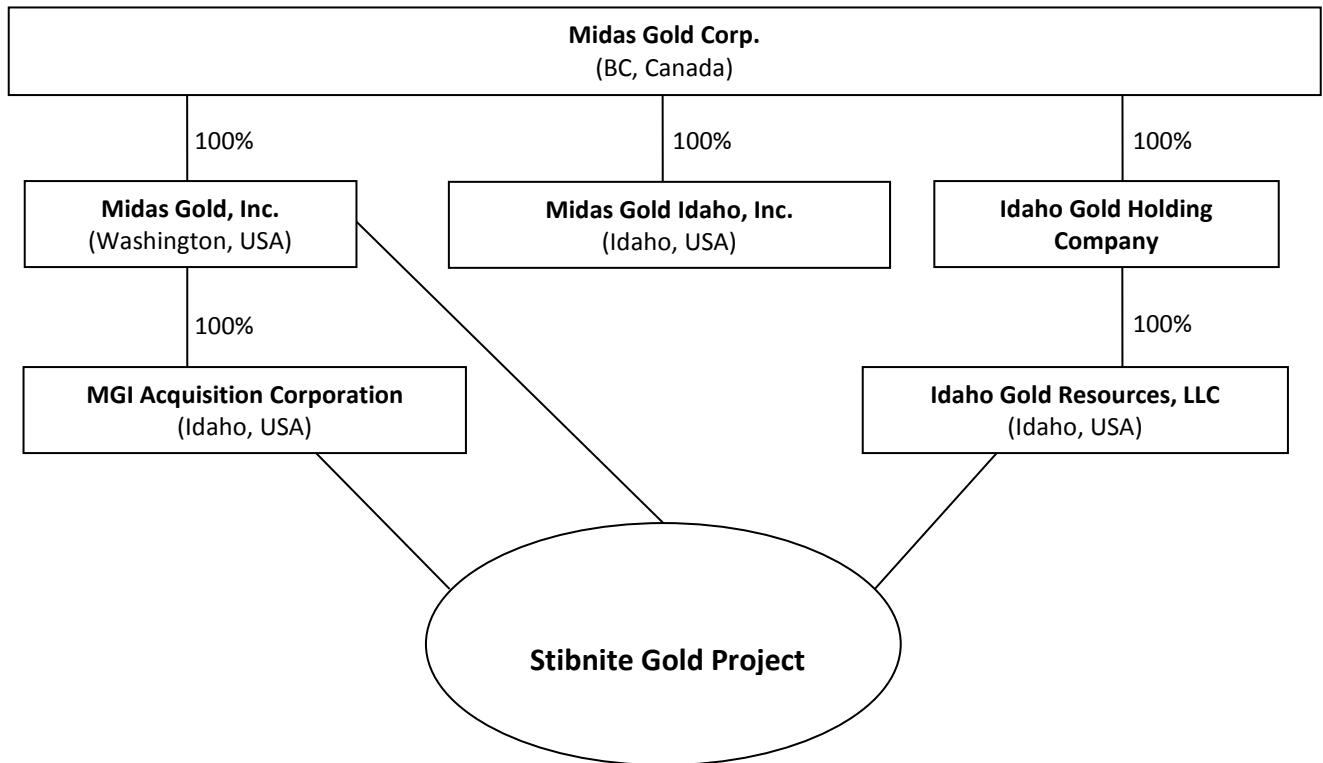 Midas Gold Corp.
(BC, Canada)
100%
100%
100%
Midas Gold, Inc.
(Washington, USA)
Midas Gold Idaho, Inc.
(Idaho, USA)
Idaho Gold Holding
Company
100%
100%
MGI Acquisition Corporation
(Idaho, USA)
Idaho Gold Resources, LLC
(Idaho, USA)
Stibnite Gold Project